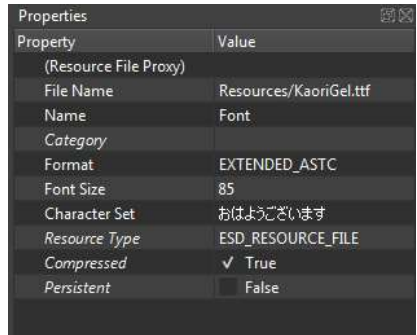 Properties
Property Value
(Resource File Proxy)
File Name Resources/KaoriGel.ttf
Name Font
Category
Format EXTENDED_ASTC
Font Size 85
Character Set おはようございます
Resource Type ESD_RESOURCE_FILE
Compressed ✓ True
Persistent False